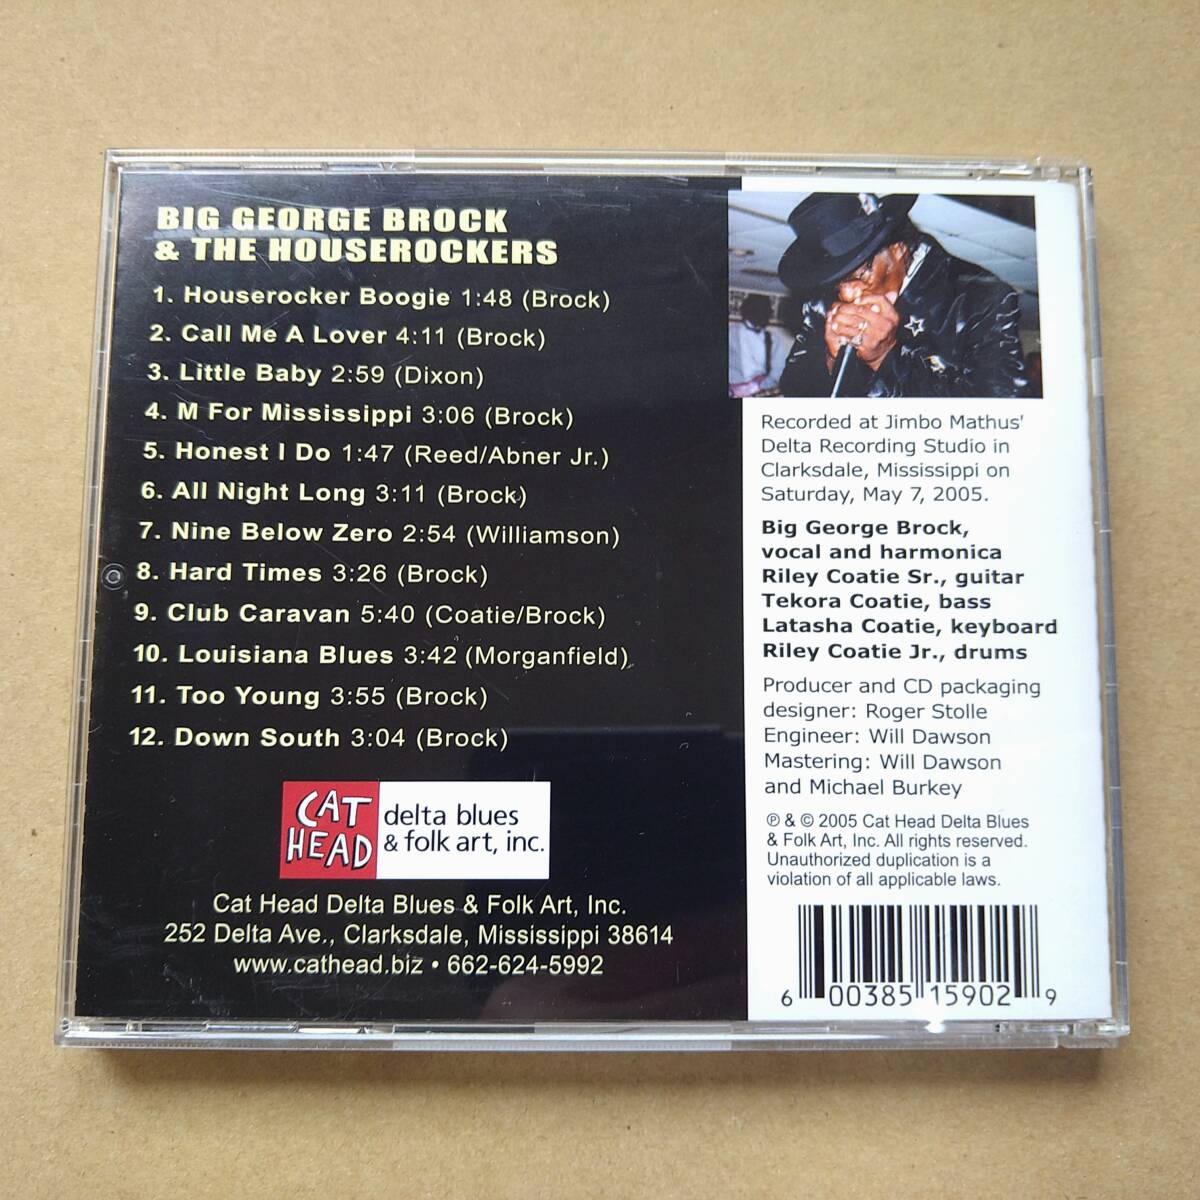 BIG GEORGE BROCK
& THE HOUSEROCKERS
1. Houserocker Boogie 1:48 (Brock)
2. Call Me A Lover 4:11 (Brock)
3. Little Baby 2:59 (Dixon)
4. M For Mississippi 3:06 (Brock)
5. Honest I Do 1:47 (Reed/Abner Jr.)
6. All Night Long 3:11 (Brock)
7. Nine Below Zero 2:54 (Williamson)
8. Hard Times 3:26 (Brock)
9. Club Caravan 5:40 (Coatie/Brock)
10. Louisiana Blues 3:42 (Morganfield)
11. Too Young 3:55 (Brock)
12. Down South 3:04 (Brock)
CAT
HEAD
delta blues
& folk art, inc.
Cat Head Delta Blues & Folk Art, Inc.
252 Delta Ave., Clarksdale, Mississippi 38614
www.cathead.biz • 662-624-5992
Recorded at Jimbo Mathus'
Delta Recording Studio in
Clarksdale, Mississippi on
Saturday, May 7, 2005.
Big George Brock,
vocal and harmonica
Riley Coatie Sr., guitar
Tekora Coatie, bass
Latasha Coatie, keyboard
Riley Coatie Jr., drums
Producer and CD packaging
designer: Roger Stolle
Engineer: Will Dawson
Mastering: Will Dawson
and Michael Burkey
℗ & © 2005 Cat Head Delta Blues
& Folk Art, Inc. All rights reserved.
Unauthorized duplication is a
violation of all applicable laws.
6 00385 15902 9